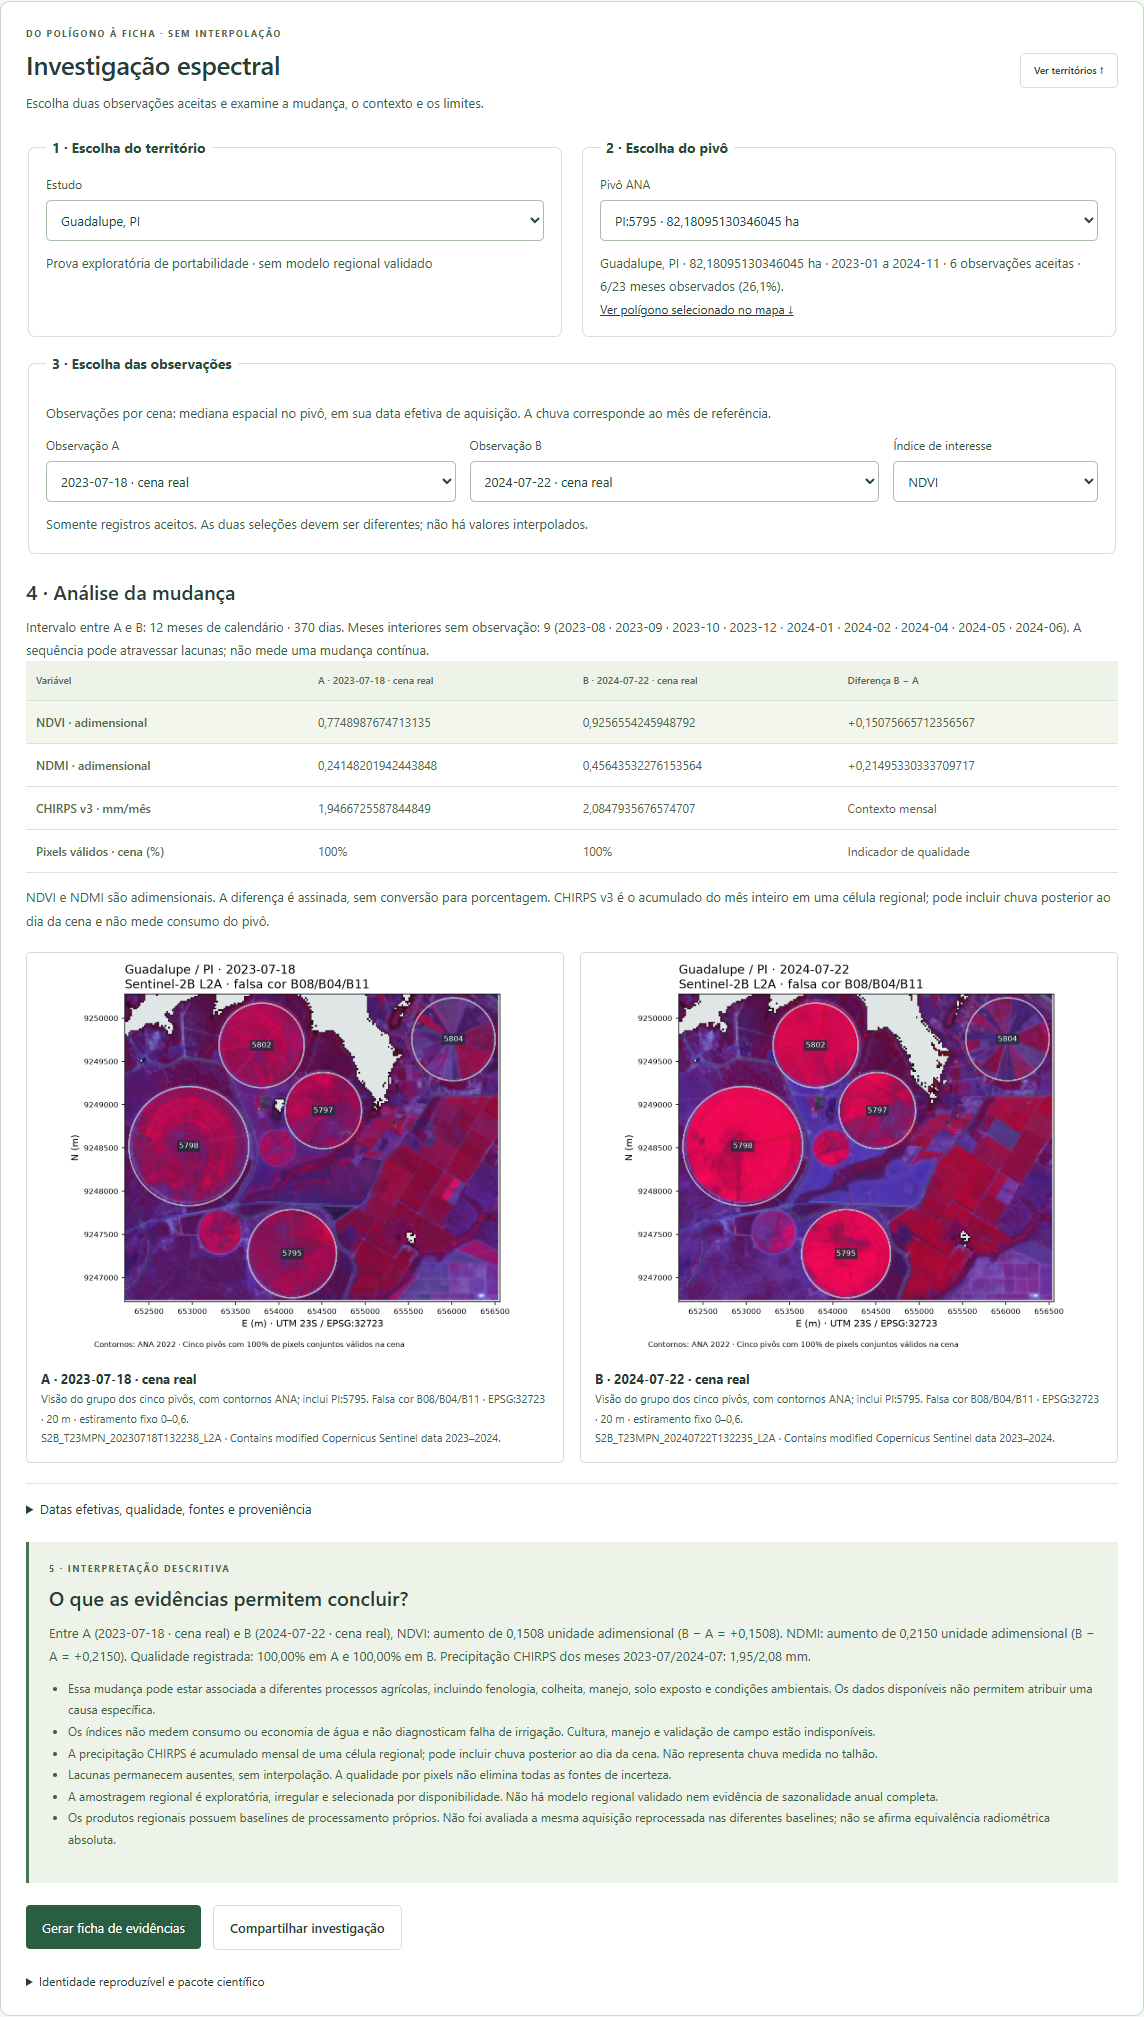 DO POLÍGONO À FICHA · SEM INTERPOLAÇÃO
Investigação espectral
Ver territórios ↑
Escolha duas observações aceitas e examine a mudança, o contexto e os limites.
1 · Escolha do território
Estudo
Guadalupe, PI
Prova exploratória de portabilidade · sem modelo regional validado
2 · Escolha do pivô
Pivô ANA
PI:5795 · 82,18095130346045 ha
Guadalupe, PI · 82,18095130346045 ha · 2023-01 a 2024-11 · 6 observações aceitas ·
6/23 meses observados (26,1%).
Ver polígono selecionado no mapa ↓
3 · Escolha das observações
Observações por cena: mediana espacial no pivô, em sua data efetiva de aquisição. A chuva corresponde ao mês de referência.
Observação A
Observação B
Índice de interesse
2023-07-18 · cena real
2024-07-22 · cena real
NDVI
Somente registros aceitos. As duas seleções devem ser diferentes; não há valores interpolados.
4 · Análise da mudança
Intervalo entre A e B: 12 meses de calendário · 370 dias. Meses interiores sem observação: 9 (2023-08 · 2023-09 · 2023-10 · 2023-12 · 2024-01 · 2024-02 · 2024-04 · 2024-05 · 2024-06). A
sequência pode atravessar lacunas; não mede uma mudança contínua.
Variável A · 2023-07-18 · cena real B · 2024-07-22 · cena real Diferença B − A
NDVI · adimensional 0,7748987674713135 0,9256554245948792 +0,15075665712356567
NDMI · adimensional 0,24148201942443848 0,45643532276153564 +0,21495330333709717
CHIRPS v3 · mm/mês 1,9466725587844849 2,0847935676574707 Contexto mensal
Pixels válidos · cena (%) 100% 100% Indicador de qualidade
NDVI e NDMI são adimensionais. A diferença é assinada, sem conversão para porcentagem. CHIRPS v3 é o acumulado do mês inteiro em uma célula regional; pode incluir chuva posterior ao
dia da cena e não mede consumo do pivô.
Guadalupe / PI · 2023-07-18
Sentinel-2B L2A · falsa cor B08/B04/B11
N (m)
9250000
9249500
9249000
9248500
9248000
9247500
9247000
5802
5804
5797
5798
5795
652500 653000 653500 654000 654500 655000 655500 656000 656500
E (m) · UTM 23S / EPSG:32723
Contornos: ANA 2022 · Cinco pivôs com 100% de pixels conjuntos válidos na cena
A · 2023-07-18 · cena real
Visão do grupo dos cinco pivôs, com contornos ANA; inclui PI:5795. Falsa cor B08/B04/B11 · EPSG:32723
· 20 m · estiramento fixo 0–0,6.
S2B_T23MPN_20230718T132238_L2A · Contains modified Copernicus Sentinel data 2023–2024.
Guadalupe / PI · 2024-07-22
Sentinel-2B L2A · falsa cor B08/B04/B11
N (m)
9250000
9249500
9249000
9248500
9248000
9247500
9247000
5802
5804
5797
5798
5795
652500 653000 653500 654000 654500 655000 655500 656000 656500
E (m) · UTM 23S / EPSG:32723
Contornos: ANA 2022 · Cinco pivôs com 100% de pixels conjuntos válidos na cena
B · 2024-07-22 · cena real
Visão do grupo dos cinco pivôs, com contornos ANA; inclui PI:5795. Falsa cor B08/B04/B11 · EPSG:32723
· 20 m · estiramento fixo 0–0,6.
S2B_T23MPN_20240722T132235_L2A · Contains modified Copernicus Sentinel data 2023–2024.
Datas efetivas, qualidade, fontes e proveniência
5 · INTERPRETAÇÃO DESCRITIVA
O que as evidências permitem concluir?
Entre A (2023-07-18 · cena real) e B (2024-07-22 · cena real), NDVI: aumento de 0,1508 unidade adimensional (B − A = +0,1508). NDMI: aumento de 0,2150 unidade adimensional (B −
A = +0,2150). Qualidade registrada: 100,00% em A e 100,00% em B. Precipitação CHIRPS dos meses 2023-07/2024-07: 1,95/2,08 mm.
• Essa mudança pode estar associada a diferentes processos agrícolas, incluindo fenologia, colheita, manejo, solo exposto e condições ambientais. Os dados disponíveis não permitem atribuir uma
causa específica.
• Os índices não medem consumo ou economia de água e não diagnosticam falha de irrigação. Cultura, manejo e validação de campo estão indisponíveis.
• A precipitação CHIRPS é acumulado mensal de uma célula regional; pode incluir chuva posterior ao dia da cena. Não representa chuva medida no talhão.
• Lacunas permanecem ausentes, sem interpolação. A qualidade por pixels não elimina todas as fontes de incerteza.
• A amostragem regional é exploratória, irregular e selecionada por disponibilidade. Não há modelo regional validado nem evidência de sazonalidade anual completa.
• Os produtos regionais possuem baselines de processamento próprios. Não foi avaliada a mesma aquisição reprocessada nas diferentes baselines; não se afirma equivalência radiométrica
absoluta.
Gerar ficha de evidências
Compartilhar investigação
Identidade reproduzível e pacote científico